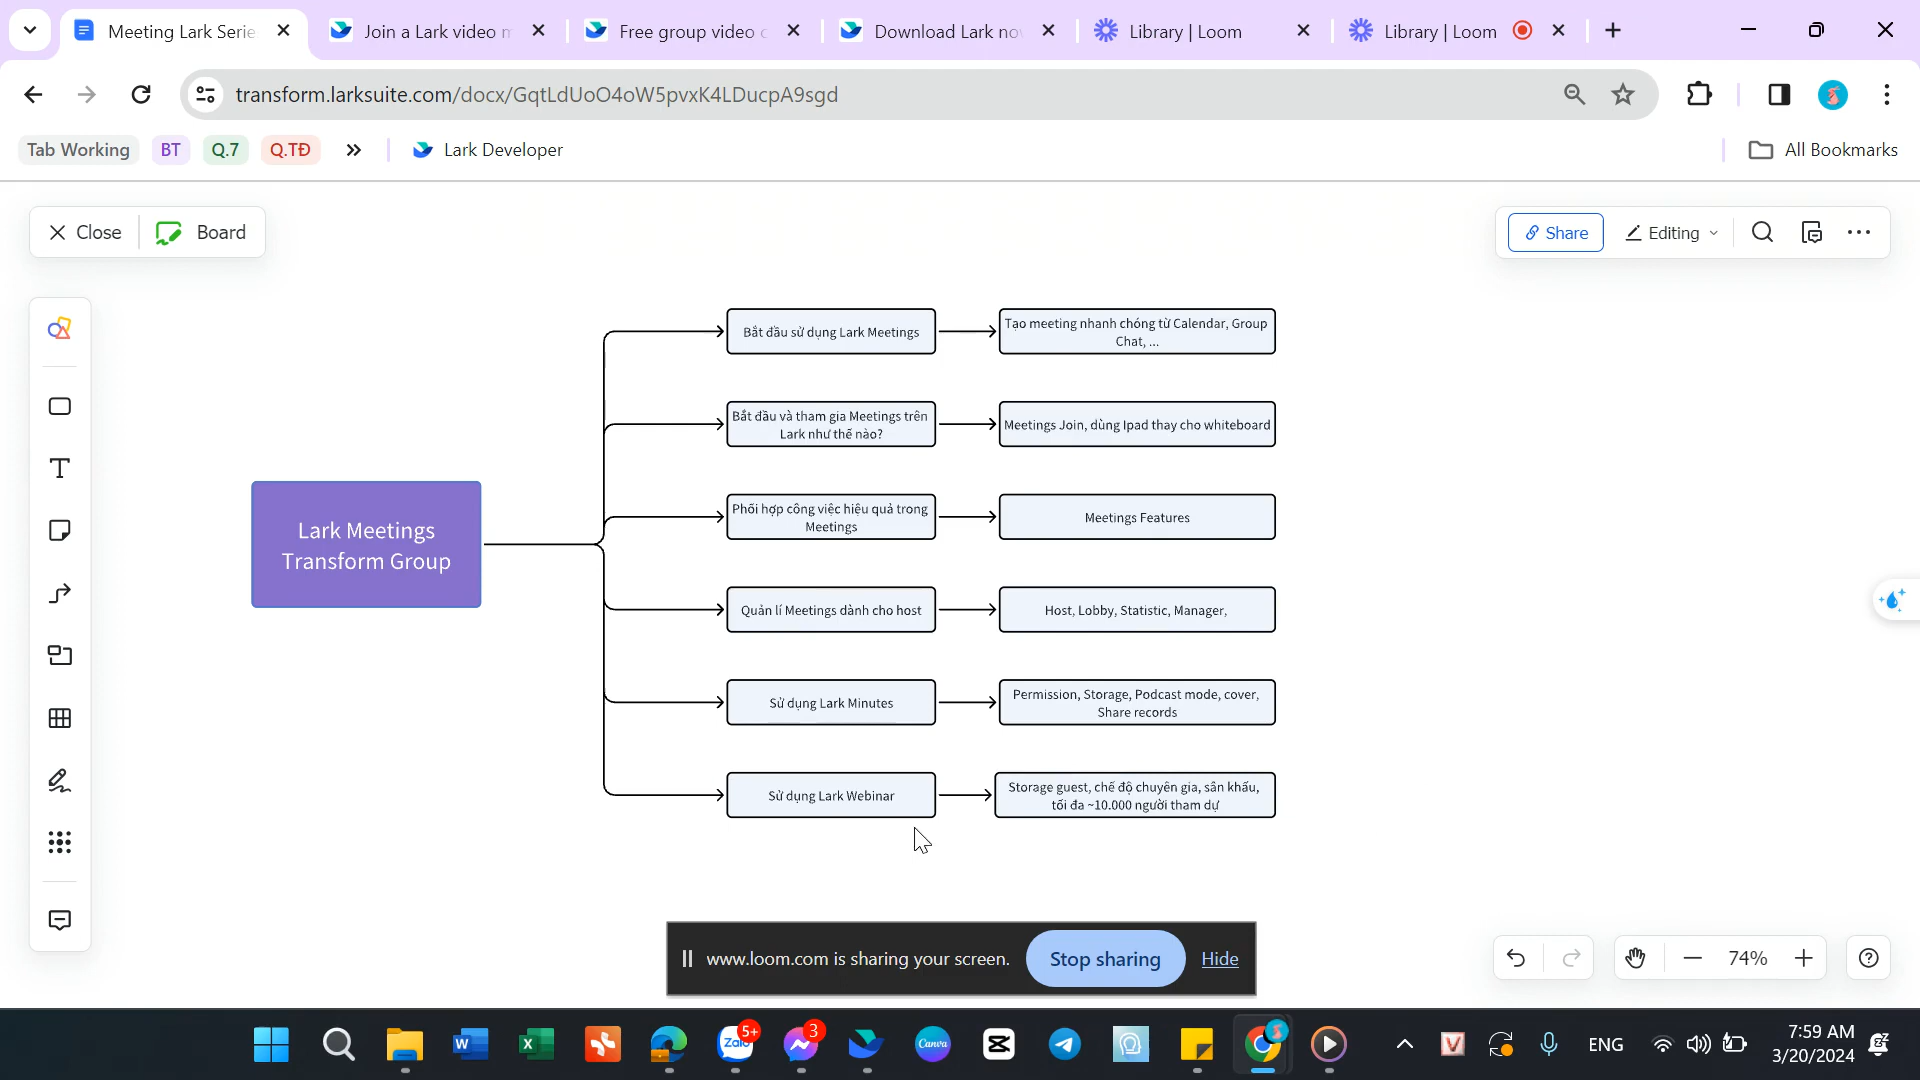 Meeting Lark Serie
Join a Lark video m
Free group video c
Download Lark no
Library | Loom
Library | Loom
transform.larksuite.com/docx/GqtLdUoO4oW5pvxK4LDucpA9sgd
Tab Working
BT
Q.7
Q.TĐ
Lark Developer
All Bookmarks
Close
Board
Share
Editing
Lark Meetings
Transform Group
Bắt đầu sử dụng Lark Meetings
Tạo meeting nhanh chóng từ Calendar, Group
Chat, ...
Bắt đầu và tham gia Meetings trên
Lark như thế nào?
Meetings Join, dùng Ipad thay cho whiteboard
Phối hợp công việc hiệu quả trong
Meetings
Meetings Features
Quản lí Meetings dành cho host
Host, Lobby, Statistic, Manager,
Sử dụng Lark Minutes
Permission, Storage, Podcast mode, cover,
Share records
Sử dụng Lark Webinar
Storage guest, chế độ chuyên gia, sân khấu,
tối đa ~10.000 người tham dự
www.loom.com is sharing your screen.
Stop sharing
Hide
74%
5+
Zalo
3
Canva
ENG
7:59 AM
3/20/2024